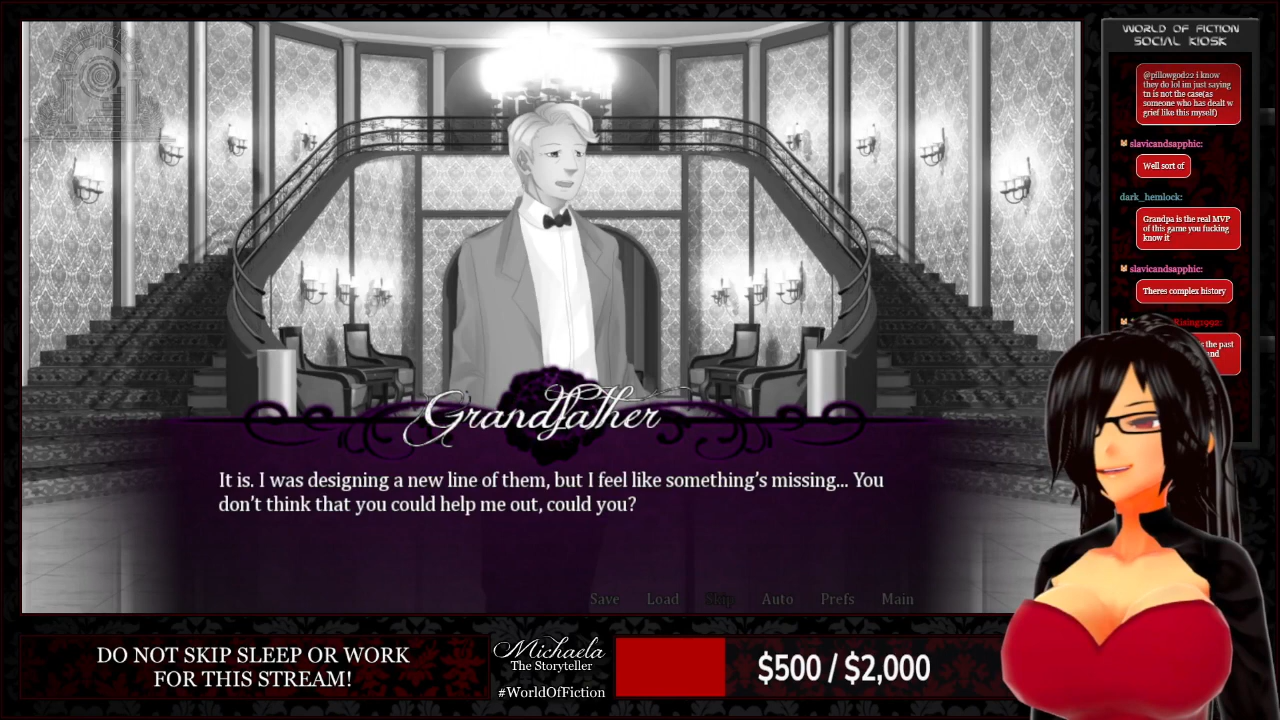 WORLD OF FICTION
SOCIAL KIOSK
@pillowgod22 i know
they do lol im just saying
tn is not the case(as
someone who has dealt w
grief like this myself)
slavicandsapphic:
Well sort of
dark_hemlock:
Grandpa is the real MVP
of this game you fucking
know it
slavicandsapphic:
Theres complex history
Rising1992:
the past
and
Grandfather
It is. I was designing a new line of them, but I feel like something's missing... You
don't think that you could help me out, could you?
Save Load Skip Auto Prefs Main
DO NOT SKIP SLEEP OR WORK
FOR THIS STREAM!
Michaela
The Storyteller
#WorldOfFiction
$500 / $2,000